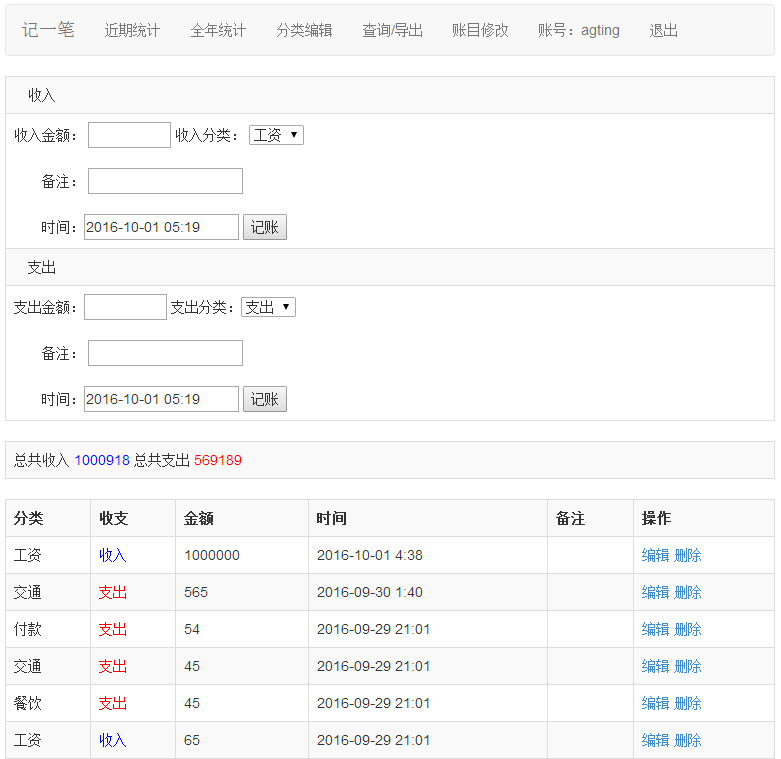 记一笔 近期统计 全年统计 分类编辑 查询/导出 账目修改 账号：agting 退出
收入
收入金额： 收入分类： 工资
备注：
时间：2016-10-01 05:19 记账
支出
支出金额： 支出分类：支出
备注：
时间：2016-10-01 05:19 记账
总共收入 1000918 总共支出 569189
分类 收支 金额 时间 备注 操作
工资 收入 1000000 2016-10-01 4:38 编辑 删除
交通 支出 565 2016-09-30 1:40 编辑 删除
付款 支出 54 2016-09-29 21:01 编辑 删除
交通 支出 45 2016-09-29 21:01 编辑 删除
餐饮 支出 45 2016-09-29 21:01 编辑 删除
工资 收入 65 2016-09-29 21:01 编辑 删除